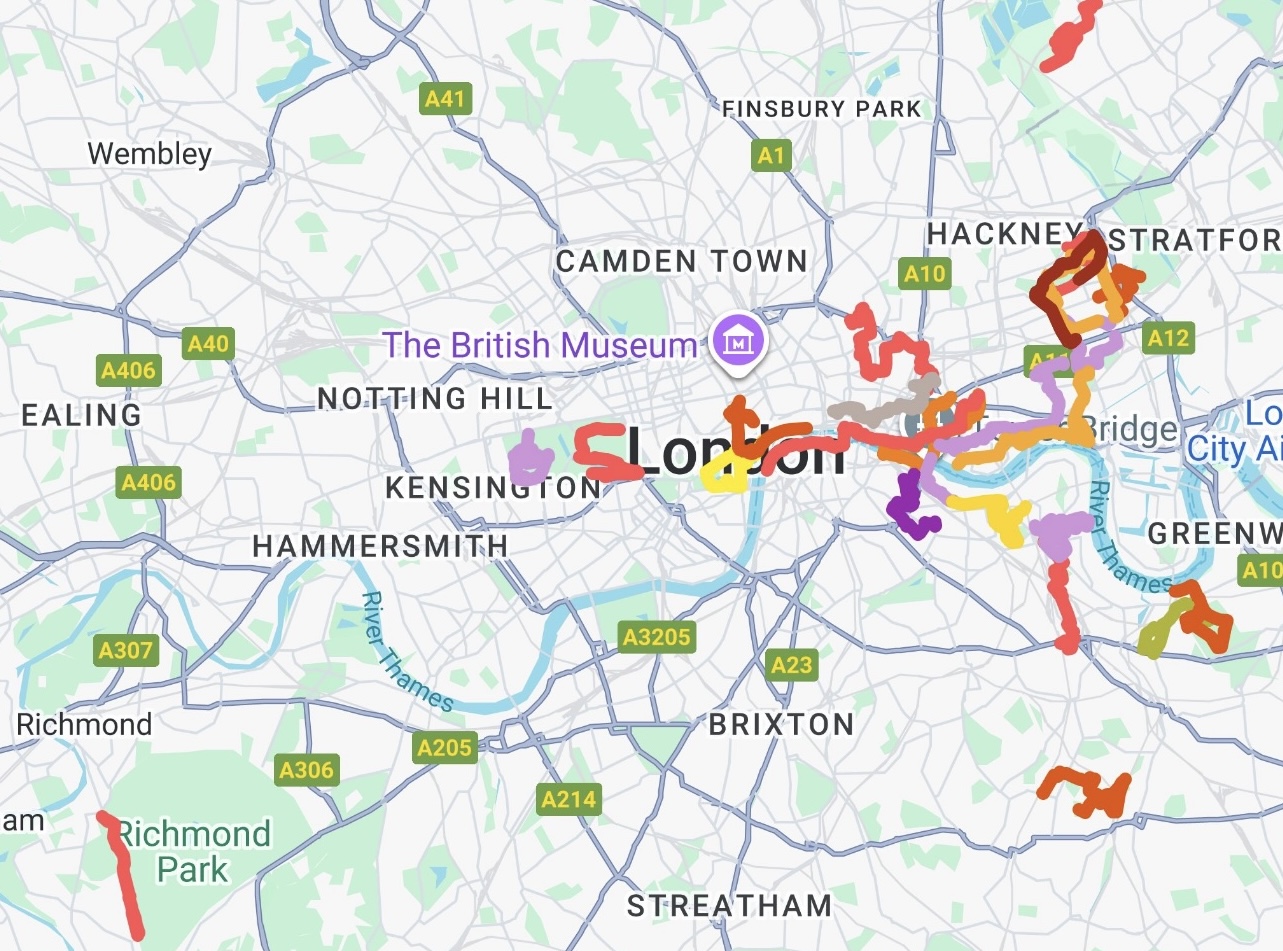 A41
FINSBURY PARK
Wembley
A1
HACKNEY
STRATFOR
CAMDEN TOWN
A10
The British Museum
A40
A12
A406
A11
NOTTING HILL
EALING
Lo
City Ai
Bridge
London
A406
KENSINGTON
HAMMERSMITH
GREENW
River Thames
A10
River Thames
A307
A3205
A23
Richmond
BRIXTON
A205
A306
A214
am
Richmond
Park
STREATHAM